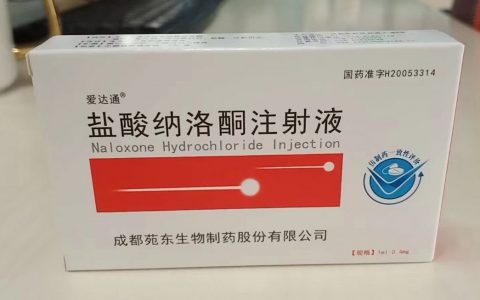 国药准字H20053314
爱达通®
盐酸纳洛酮注射液
Naloxone Hydrochloride Injection
仿制药一致性评价
成都苑东生物制药股份有限公司
【规格】1ml:0.4mg